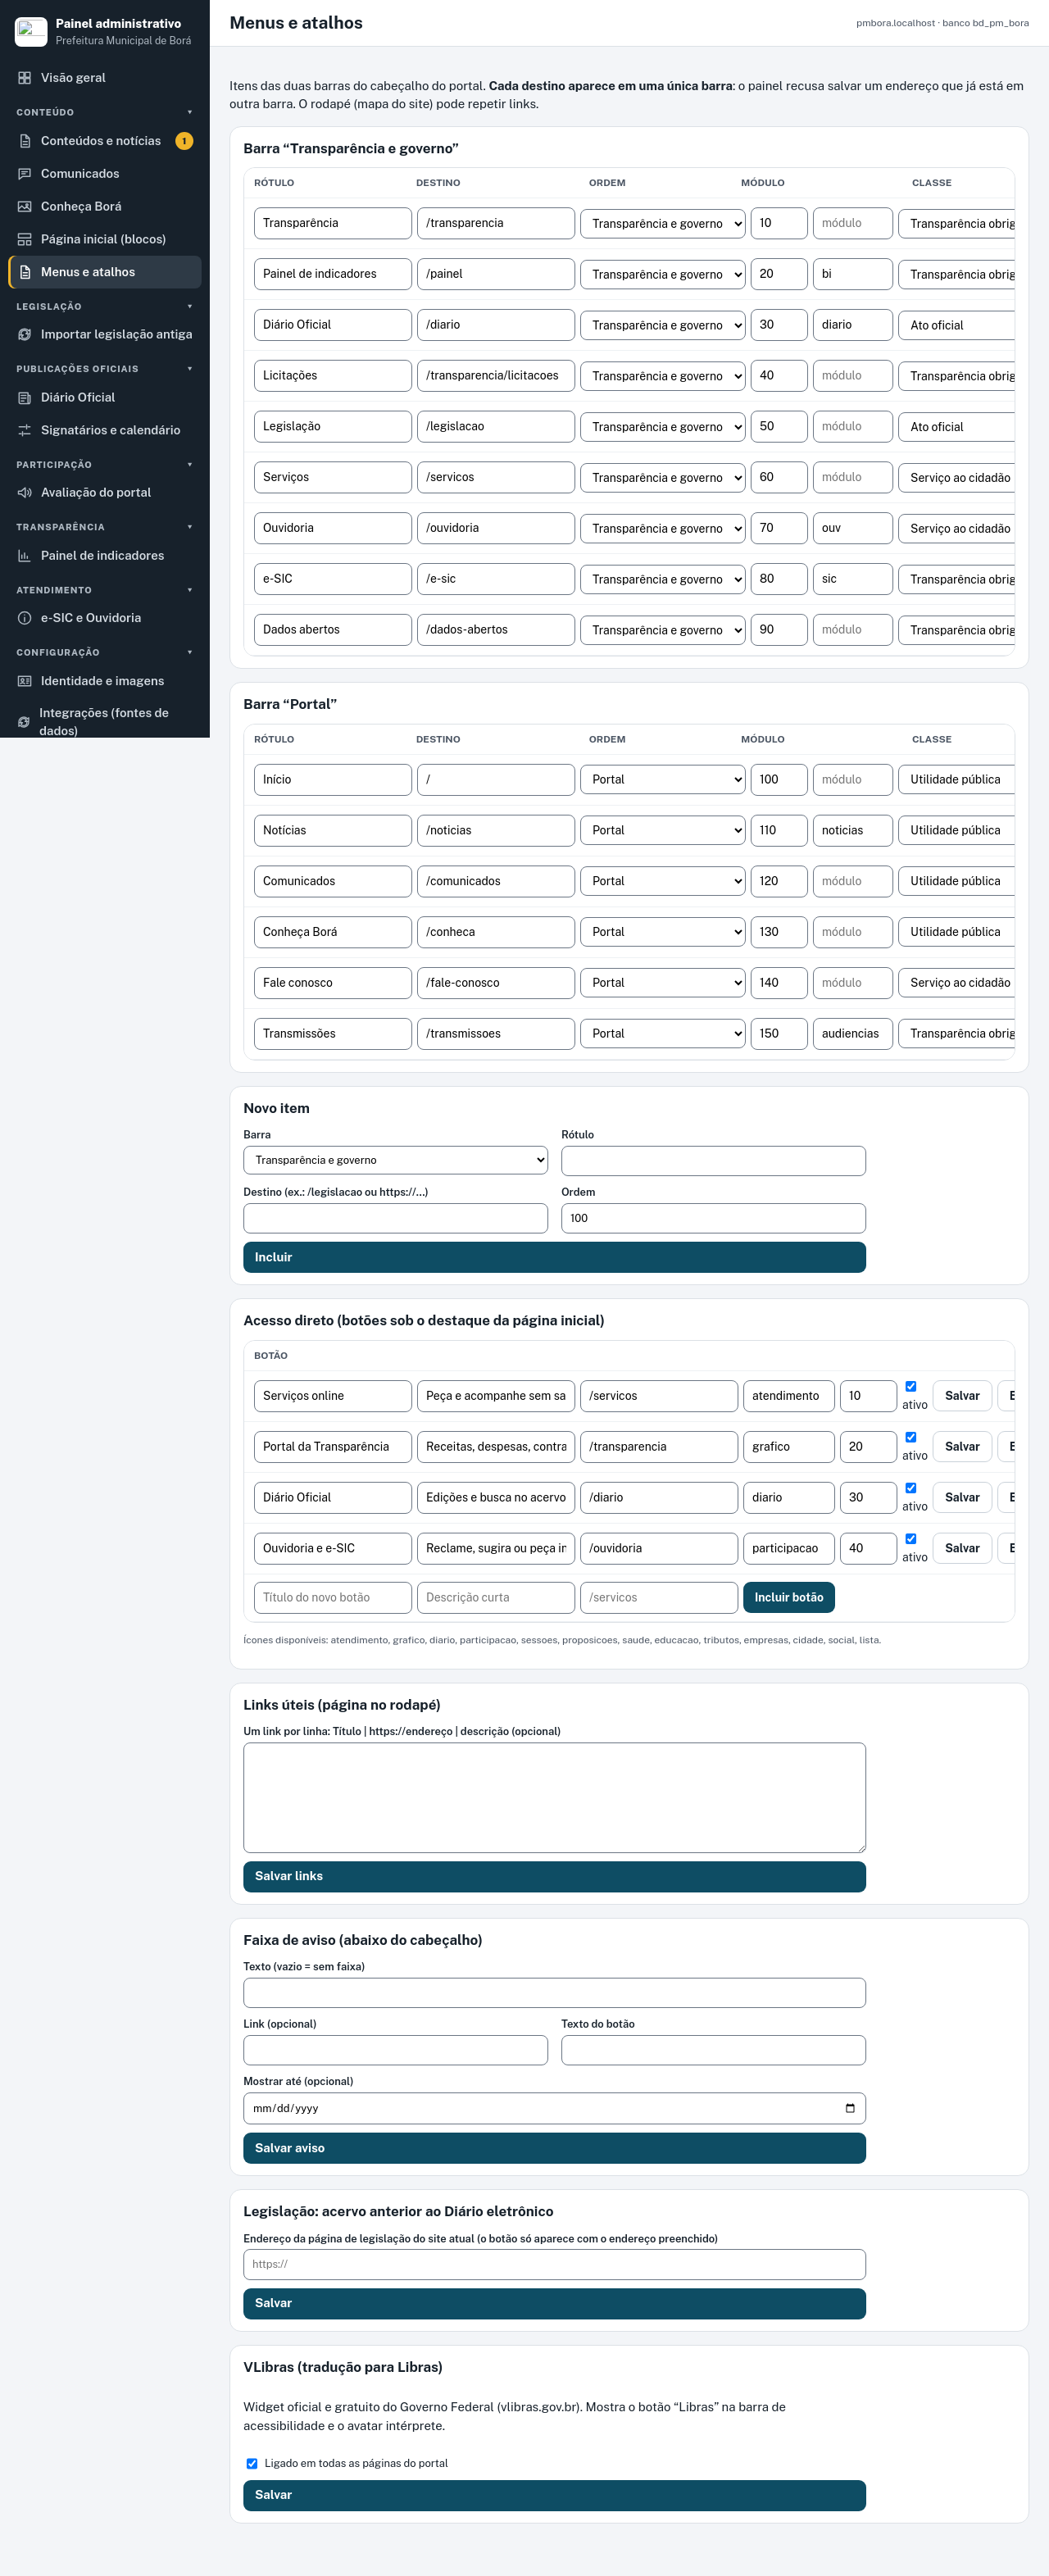 Painel administrativo
Prefeitura Municipal de Borá
Visão geral
CONTEÚDO
Conteúdos e notícias 1
Comunicados
Conheça Borá
Página inicial (blocos)
Menus e atalhos
LEGISLAÇÃO
Importar legislação antiga
PUBLICAÇÕES OFICIAIS
Diário Oficial
Signatários e calendário
PARTICIPAÇÃO
Avaliação do portal
TRANSPARÊNCIA
Painel de indicadores
ATENDIMENTO
e-SIC e Ouvidoria
CONFIGURAÇÃO
Identidade e imagens
Integrações (fontes de
dados)
Menus e atalhos
pmbora.localhost · banco bd_pm_bora
Itens das duas barras do cabeçalho do portal. Cada destino aparece em uma única barra: o painel recusa salvar um endereço que já está em
outra barra. O rodapé (mapa do site) pode repetir links.
Barra “Transparência e governo”
RÓTULO DESTINO ORDEM MÓDULO CLASSE
Transparência /transparencia Transparência e governo 10 módulo Transparência obrig
Painel de indicadores /painel Transparência e governo 20 bi Transparência obrig
Diário Oficial /diario Transparência e governo 30 diario Ato oficial
Licitações /transparencia/licitacoes Transparência e governo 40 módulo Transparência obrig
Legislação /legislacao Transparência e governo 50 módulo Ato oficial
Serviços /servicos Transparência e governo 60 módulo Serviço ao cidadão
Ouvidoria /ouvidoria Transparência e governo 70 ouv Serviço ao cidadão
e-SIC /e-sic Transparência e governo 80 sic Transparência obrig
Dados abertos /dados-abertos Transparência e governo 90 módulo Transparência obrig
Barra “Portal”
RÓTULO DESTINO ORDEM MÓDULO CLASSE
Início / Portal 100 módulo Utilidade pública
Notícias /noticias Portal 110 noticias Utilidade pública
Comunicados /comunicados Portal 120 módulo Utilidade pública
Conheça Borá /conheca Portal 130 módulo Utilidade pública
Fale conosco /fale-conosco Portal 140 módulo Serviço ao cidadão
Transmissões /transmissoes Portal 150 audiencias Transparência obrig
Novo item
Barra Rótulo
Transparência e governo
Destino (ex.: /legislacao ou https://...) Ordem
100
Incluir
Acesso direto (botões sob o destaque da página inicial)
BOTÃO
Serviços online Peça e acompanhe sem sa /servicos atendimento 10 ativo Salvar E
Portal da Transparência Receitas, despesas, contra /transparencia grafico 20 ativo Salvar E
Diário Oficial Edições e busca no acervo /diario diario 30 ativo Salvar E
Ouvidoria e e-SIC Reclame, sugira ou peça in /ouvidoria participacao 40 ativo Salvar E
Título do novo botão Descrição curta /servicos Incluir botão
Ícones disponíveis: atendimento, grafico, diario, participacao, sessoes, proposicoes, saude, educacao, tributos, empresas, cidade, social, lista.
Links úteis (página no rodapé)
Um link por linha: Título | https://endereço | descrição (opcional)
Salvar links
Faixa de aviso (abaixo do cabeçalho)
Texto (vazio = sem faixa)
Link (opcional) Texto do botão
Mostrar até (opcional)
mm/dd/yyyy
Salvar aviso
Legislação: acervo anterior ao Diário eletrônico
Endereço da página de legislação do site atual (o botão só aparece com o endereço preenchido)
https://
Salvar
VLibras (tradução para Libras)
Widget oficial e gratuito do Governo Federal (vlibras.gov.br). Mostra o botão “Libras” na barra de
acessibilidade e o avatar intérprete.
Ligado em todas as páginas do portal
Salvar